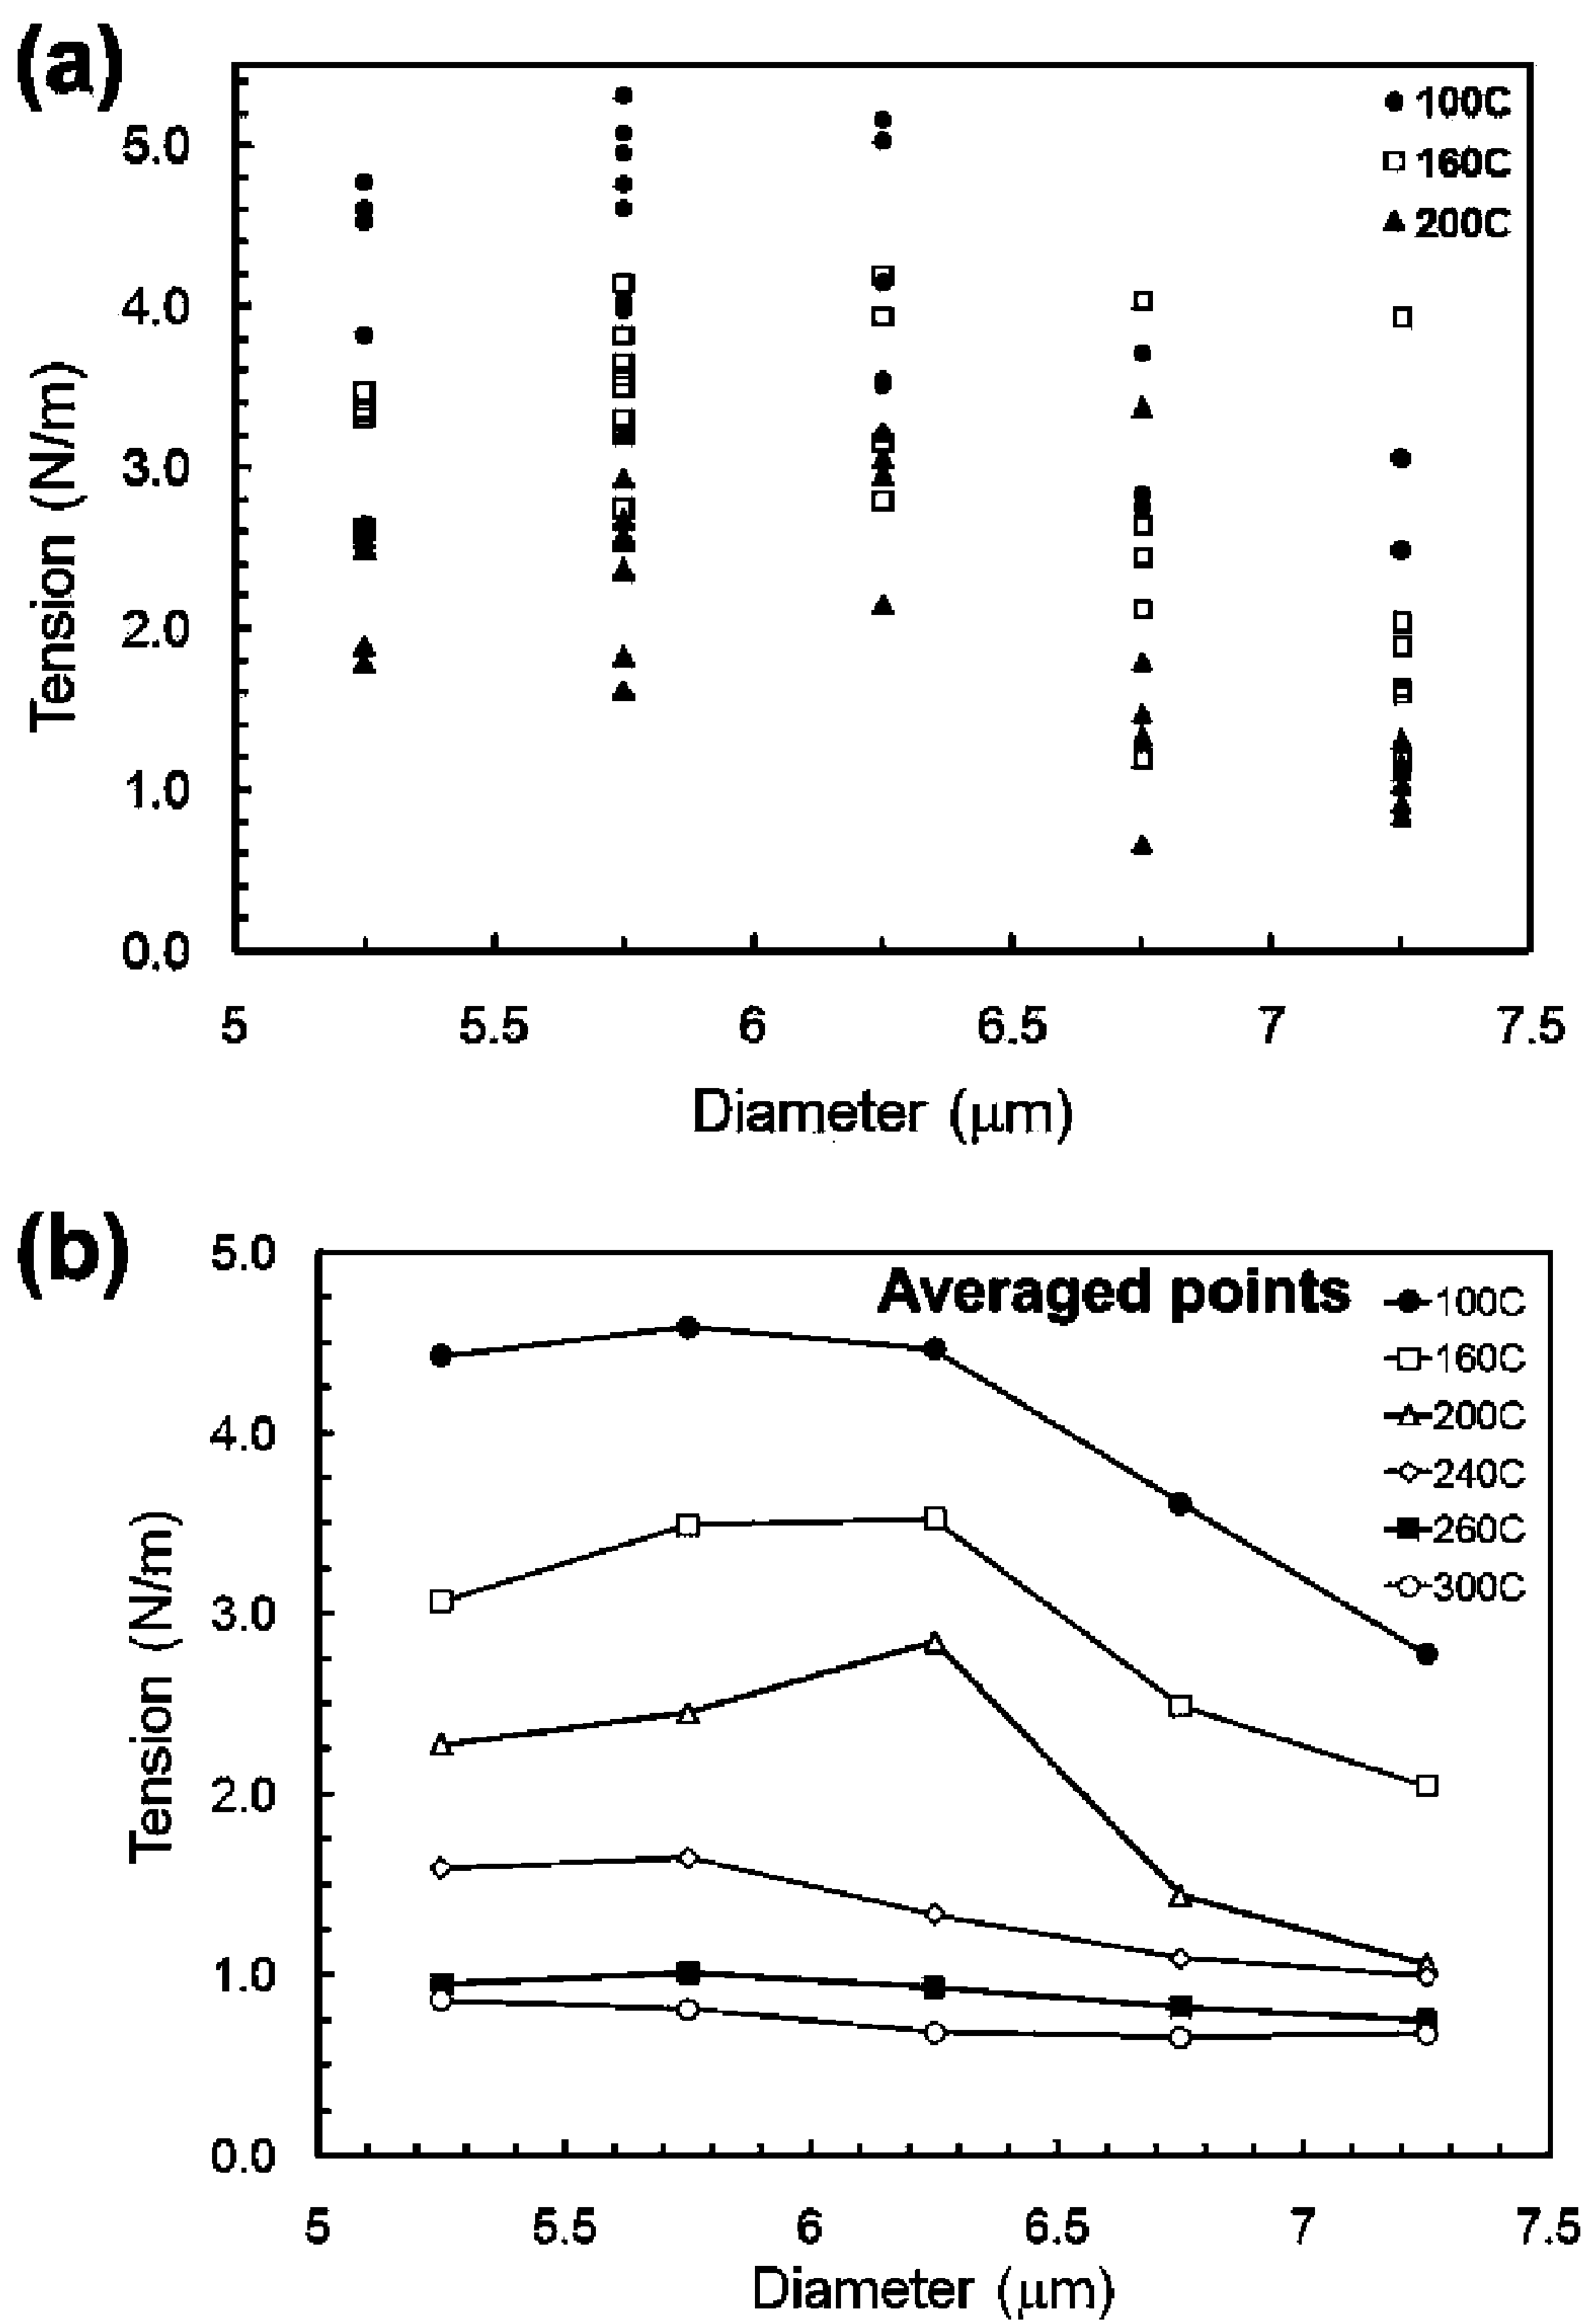 (a)
100C
160C
200C
5.0
4.0
3.0
2.0
1.0
0.0
Tension (N/m)
5 5.5 6 6.5 7 7.5
Diameter (μm)
(b)
Averaged points
100C
160C
200C
240C
260C
300C
5.0
4.0
3.0
2.0
1.0
0.0
Tension (N/m)
5 5.5 6 6.5 7 7.5
Diameter (μm)